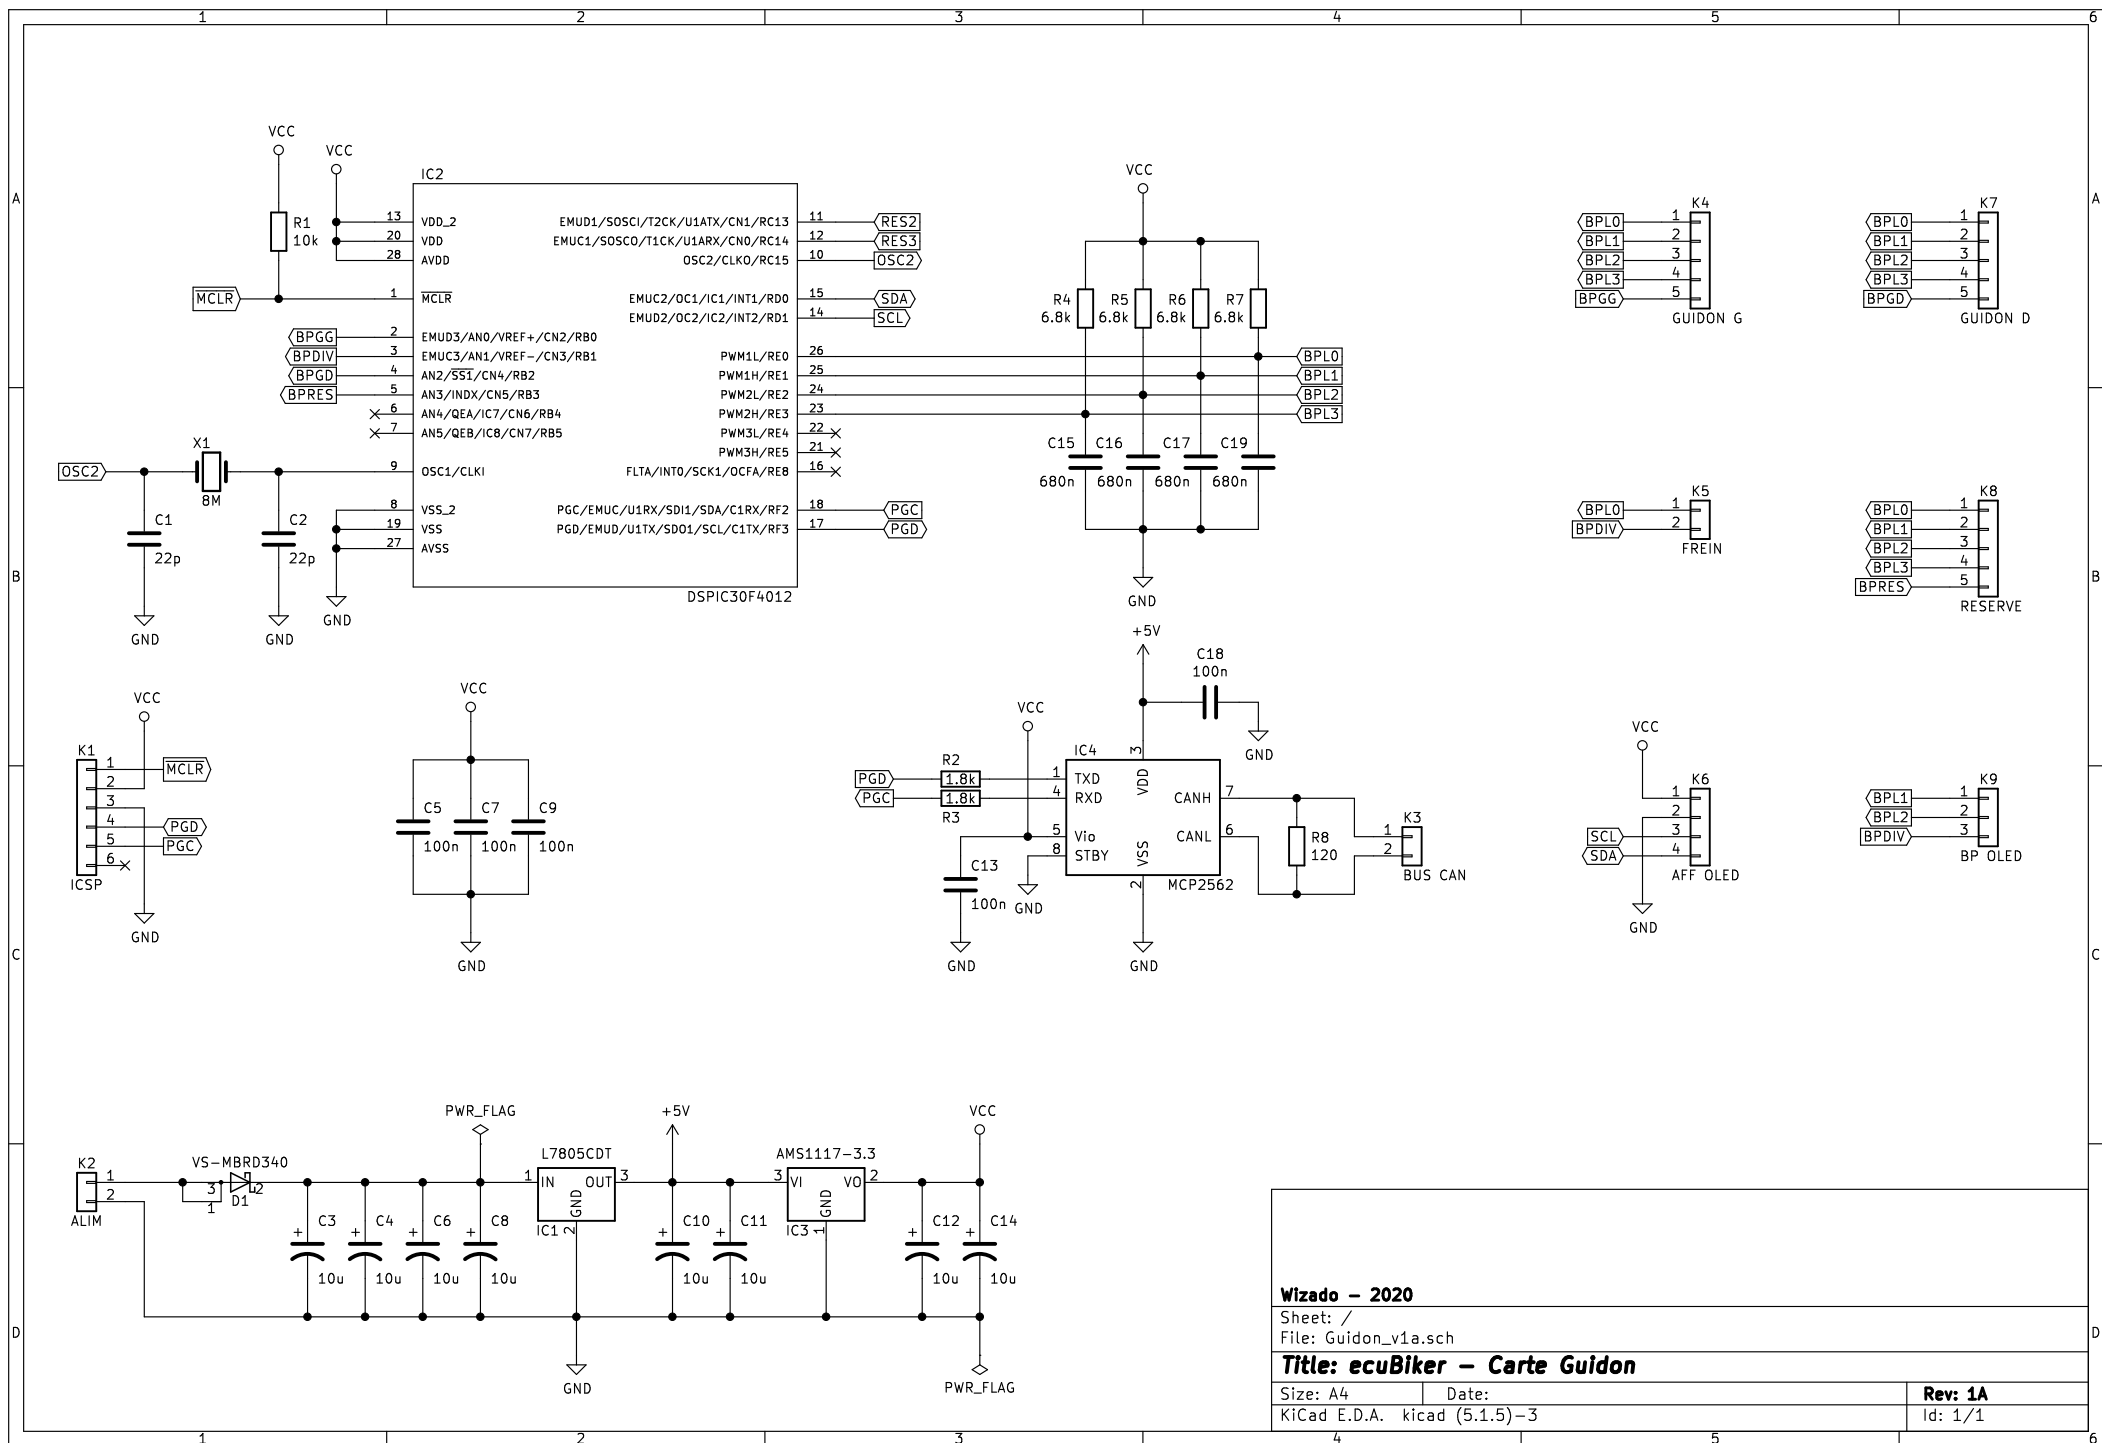 1 2 3 4 5 6
A
B
C
D
A
B
C
D
1 2 3 4 5 6
VCC
VCC
R1
10k
MCLR
IC2
13 VDD_2
20 VDD
28 AVDD
1 MCLR
BPGG 2 EMUD3/AN0/VREF+/CN2/RB0
BPDIV 3 EMUC3/AN1/VREF-/CN3/RB1
BPGD 4 AN2/SS1/CN4/RB2
BPRES 5 AN3/INDX/CN5/RB3
6 AN4/QEA/IC7/CN6/RB4
7 AN5/QEB/IC8/CN7/RB5
9 OSC1/CLKI
8 VSS_2
19 VSS
27 AVSS
EMUD1/SOSCI/T2CK/U1ATX/CN1/RC13 11 RES2
EMUC1/SOSCO/T1CK/U1ARX/CN0/RC14 12 RES3
OSC2/CLKO/RC15 10 OSC2
EMUC2/OC1/IC1/INT1/RD0 15 SDA
EMUD2/OC2/IC2/INT2/RD1 14 SCL
PWM1L/RE0 26 BPL0
PWM1H/RE1 25 BPL1
PWM2L/RE2 24 BPL2
PWM2H/RE3 23 BPL3
PWM3L/RE4 22
PWM3H/RE5 21
FLTA/INT0/SCK1/OCFA/RE8 16
PGC/EMUC/U1RX/SDI1/SDA/C1RX/RF2 18 PGC
PGD/EMUD/U1TX/SDO1/SCL/C1TX/RF3 17 PGD
DSPIC30F4012
GND
OSC2
X1
8M
C1
22p
GND
C2
22p
GND
VCC
R4 R5 R6 R7
6.8k 6.8k 6.8k 6.8k
C15 C16 C17 C19
680n 680n 680n 680n
GND
K4
BPL0 1
BPL1 2
BPL2 3
BPL3 4
BPGG 5
GUIDON G
K7
BPL0 1
BPL1 2
BPL2 3
BPL3 4
BPGD 5
GUIDON D
K5
BPL0 1
BPDIV 2
FREIN
K8
BPL0 1
BPL1 2
BPL2 3
BPL3 4
BPRES 5
RESERVE
VCC
K1
1 MCLR
2
3
4 PGD
5 PGC
6
ICSP
GND
VCC
C5 C7 C9
100n 100n 100n
GND
+5V
C18
100n
GND
VCC
IC4
R2
PGD 1.8k 1 TXD
PGC 1.8k 4 RXD
R3
5 Vio
8 STBY
3 VDD
VSS 2
CANH 7
CANL 6
MCP2562
C13
100n
GND
GND
GND
R8
120
K3
1
2
BUS CAN
VCC
K6
1
2
SCL 3
SDA 4
AFF OLED
GND
K9
BPL1 1
BPL2 2
BPDIV 3
BP OLED
K2
1
2
ALIM
VS-MBRD340
3 2
1 D1
PWR_FLAG
C3 C4 C6 C8
+ + + +
10u 10u 10u 10u
L7805CDT
1 IN OUT 3
GND
IC1 2
GND
+5V
C10 C11
+ +
10u 10u
AMS1117-3.3
3 VI VO 2
GND
IC3 1
VCC
C12 C14
+ +
10u 10u
PWR_FLAG
Wizado – 2020
Sheet: /
File: Guidon_v1a.sch
Title: ecuBiker – Carte Guidon
Size: A4 Date: Rev: 1A
KiCad E.D.A. kicad (5.1.5)-3 Id: 1/1